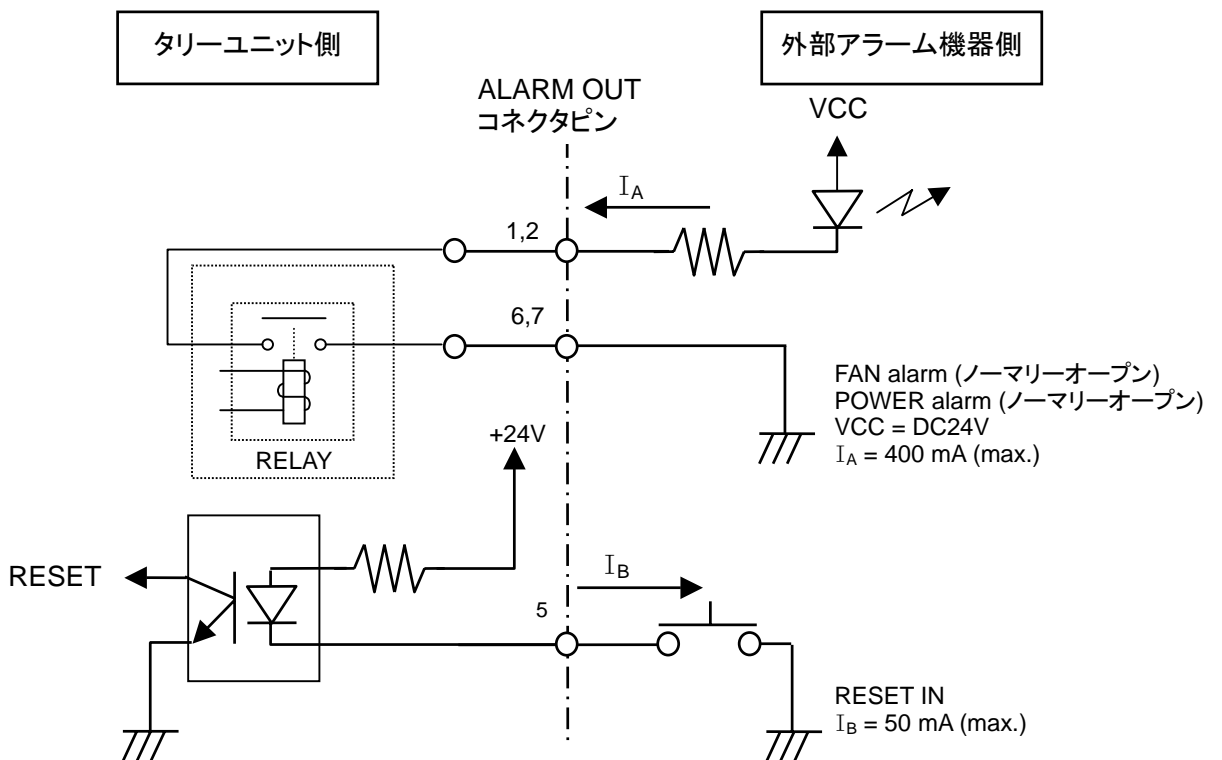 タリーユニット側
外部アラーム機器側
ALARM OUT
コネクタピン
VCC
IA
1,2
6,7
FAN alarm (ノーマリーオープン)
POWER alarm (ノーマリーオープン)
VCC = DC24V
IA = 400 mA (max.)
+24V
RELAY
RESET
IB
5
RESET IN
IB = 50 mA (max.)